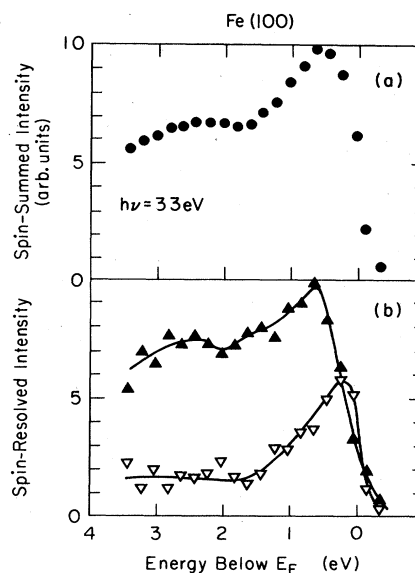 Fe (100)
10
(a)
Spin-Summed Intensity
(arb. units)
5
hν=33eV
0
(b)
Spin-Resolved Intensity
5
0
4 3 2 1 0
Energy Below E_F (eV)